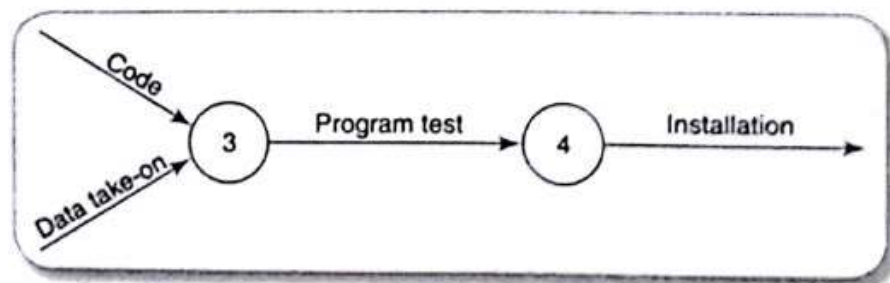 Code
3
Program test
4
Installation
Data take-on